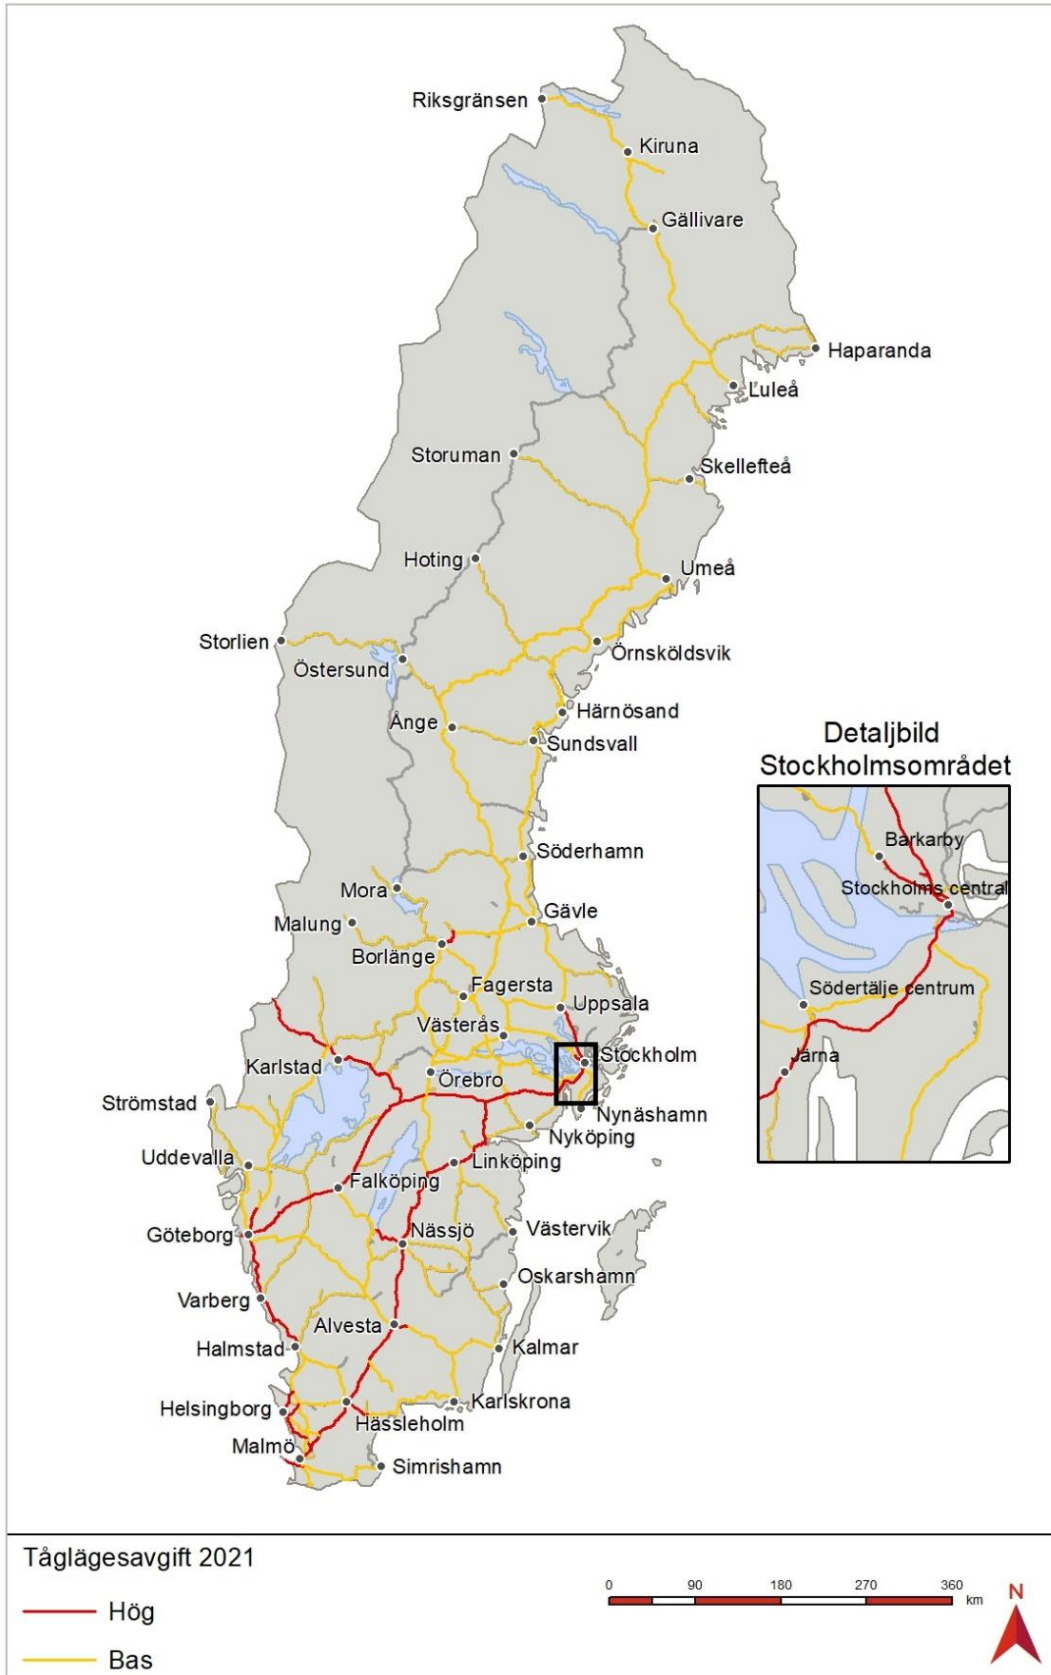 Riksgränsen
Kiruna
Gällivare
Haparanda
Luleå
Storuman
Skellefteå
Hoting
Umeå
Storlien
Östersund
Örnsköldsvik
Ånge
Härnösand
Sundsvall
Detaljbild
Stockholmsområdet
Barkarby
Stockholms central
Södertälje centrum
Järna
Söderhamn
Mora
Malung
Gävle
Borlänge
Fagersta
Uppsala
Västerås
Stockholm
Karlstad
Örebro
Strömstad
Nynäshamn
Nyköping
Uddevalla
Linköping
Falköping
Göteborg
Nässjö
Västervik
Oskarshamn
Varberg
Alvesta
Halmstad
Kalmar
Helsingborg
Karlskrona
Hässleholm
Malmö
Simrishamn
Tåglägesavgift 2021
Hög
Bas
0 90 180 270 360
km
N